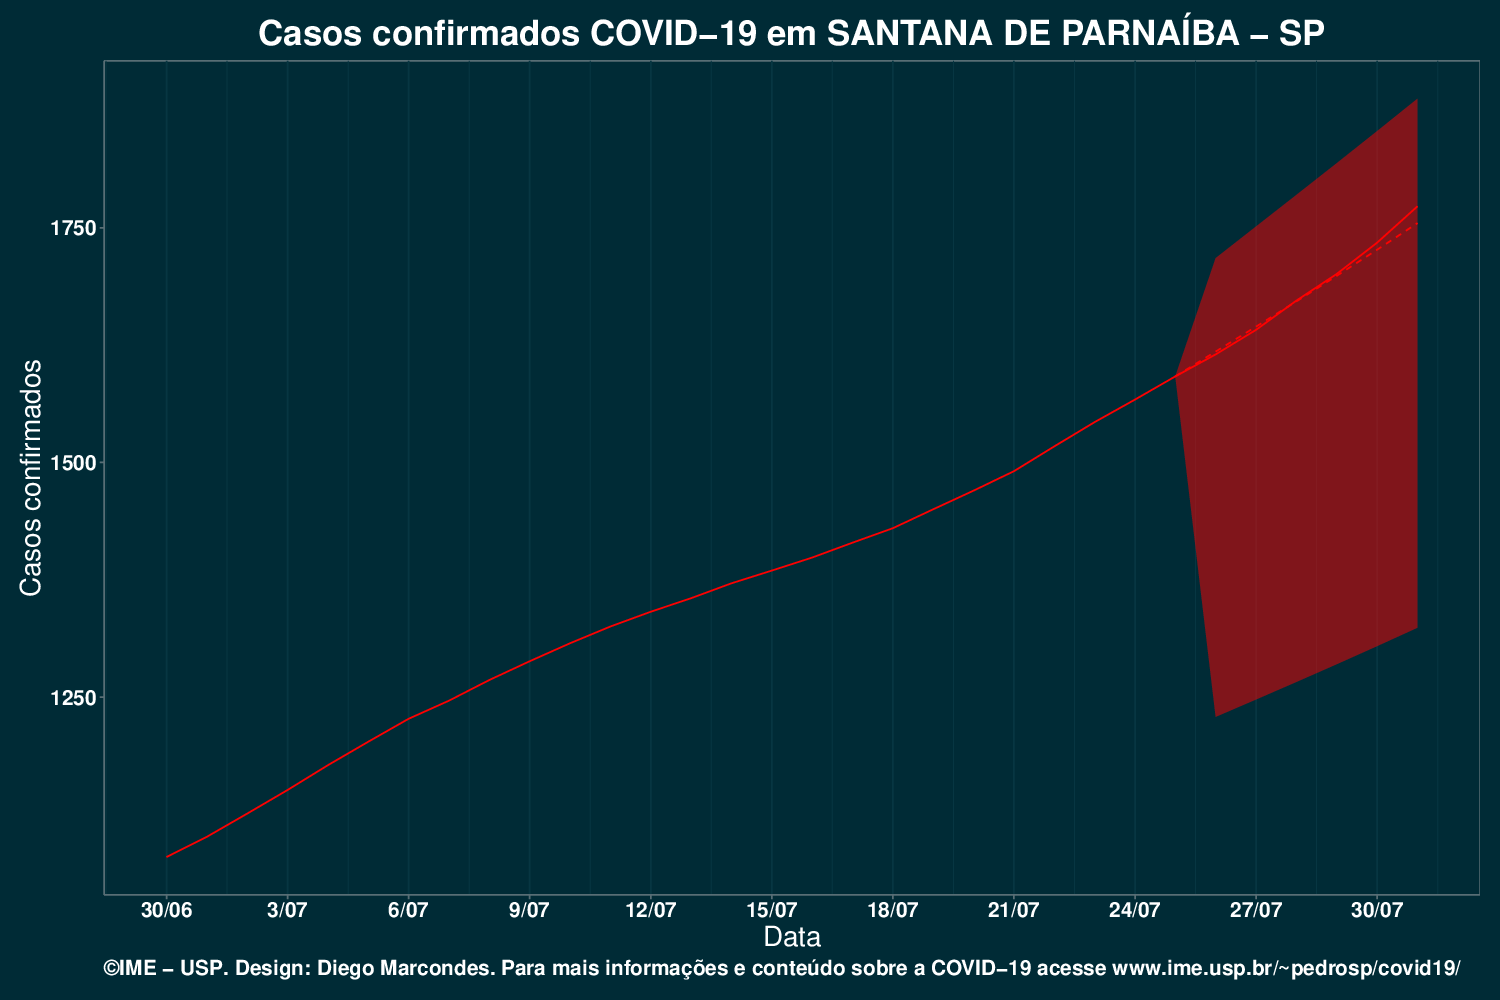 Casos confirmados COVID−19 em SANTANA DE PARNAÍBA − SP
Casos confirmados
1750
1500
1250
30/06 3/07 6/07 9/07 12/07 15/07 18/07 21/07 24/07 27/07 30/07
Data
©IME − USP. Design: Diego Marcondes. Para mais informações e conteúdo sobre a COVID−19 acesse www.ime.usp.br/~pedrosp/covid19/